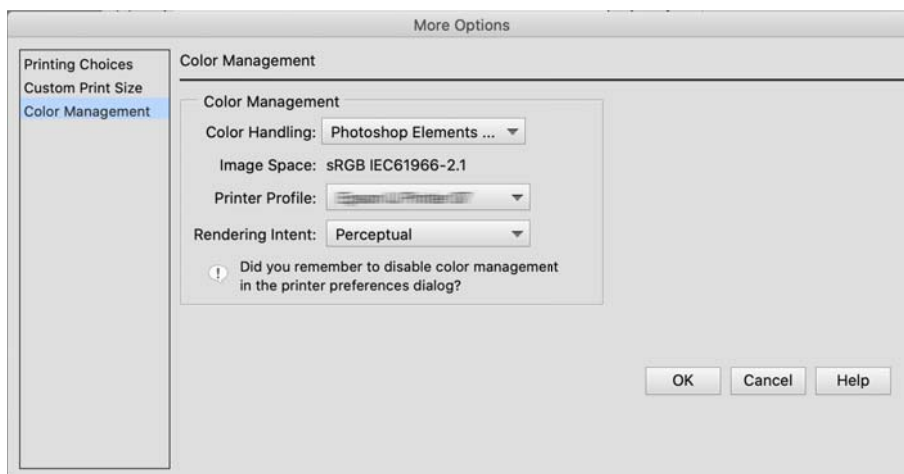 More Options
Printing Choices
Custom Print Size
Color Management
Color Management
Color Management
Color Handling: Photoshop Elements ...
Image Space: sRGB IEC61966-2.1
Printer Profile:
Rendering Intent: Perceptual
! Did you remember to disable color management
in the printer preferences dialog?
OK Cancel Help